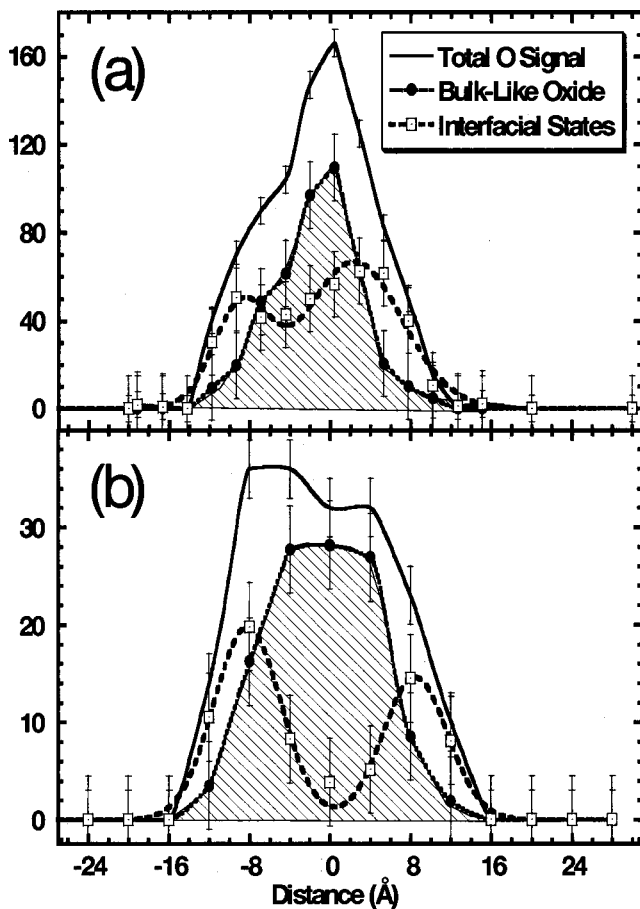 (a)
Total O Signal
Bulk-Like Oxide
Interfacial States
160
120
80
40
0
(b)
30
20
10
0
-24 -16 -8 0 8 16 24
Distance (Å)